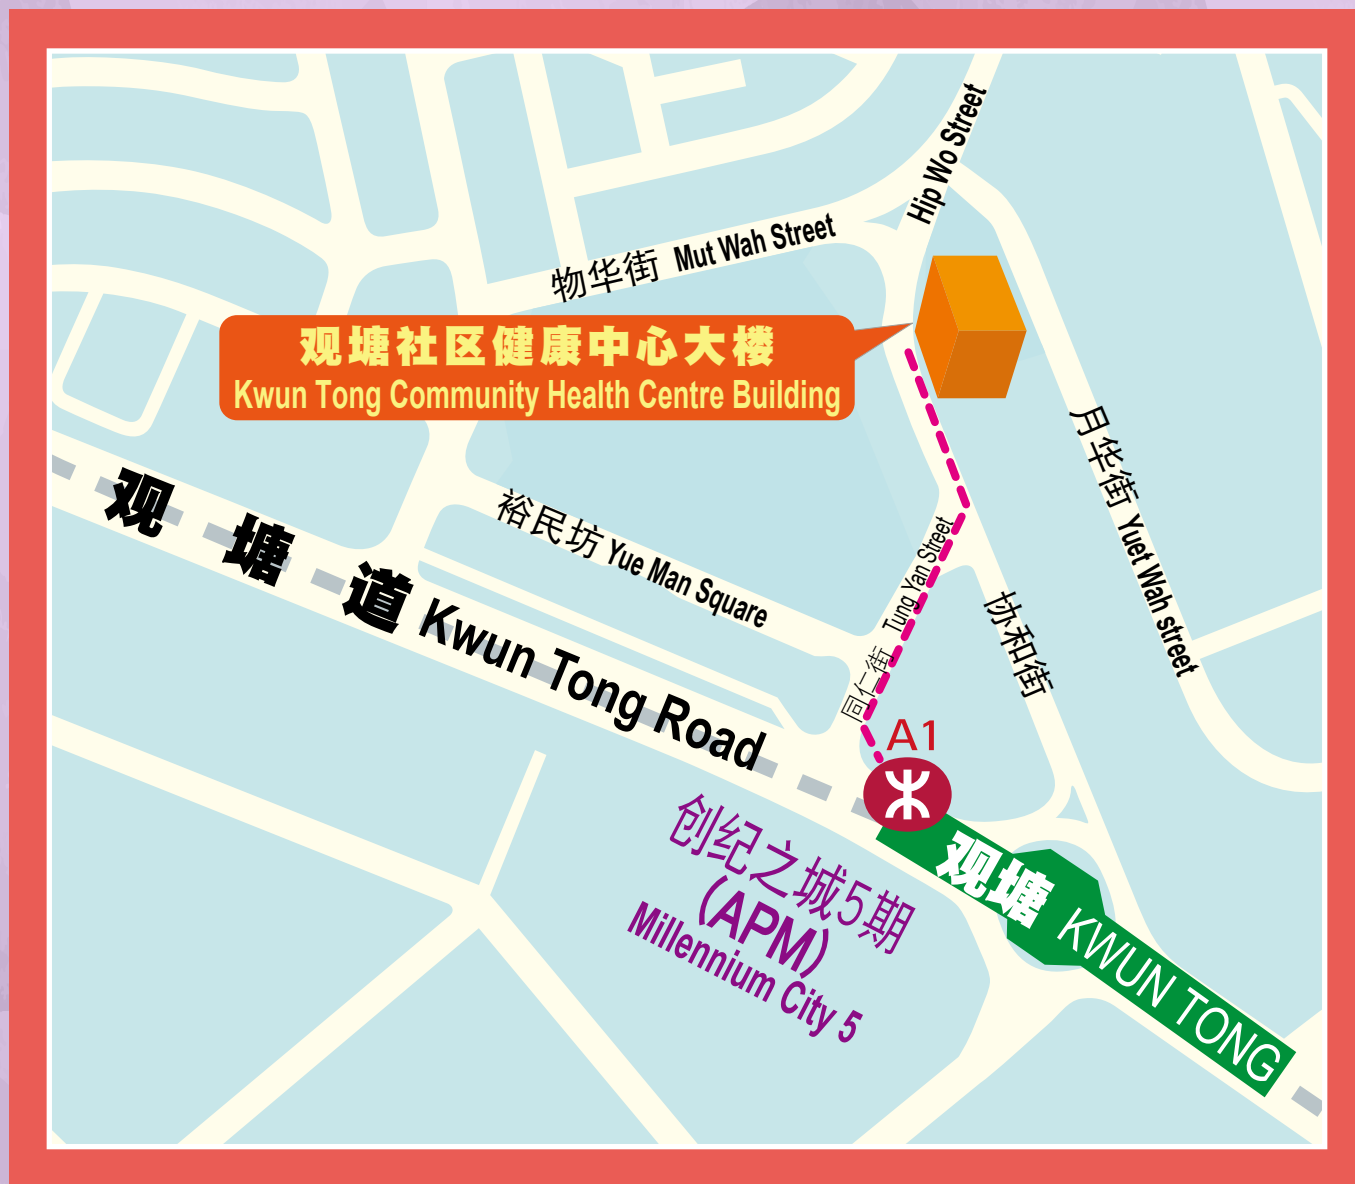 Hip Wo Street
物华街 Mut Wah Street
观塘社区健康中心大楼
Kwun Tong Community Health Centre Building
月华街 Yuet Wah street
裕民坊 Yue Man Square
观塘道 Kwun Tong Road
同仁街 Tung Yan Street
协和街
A1
观塘 KWUN TONG
创纪之城5期
(APM)
Millennium City 5